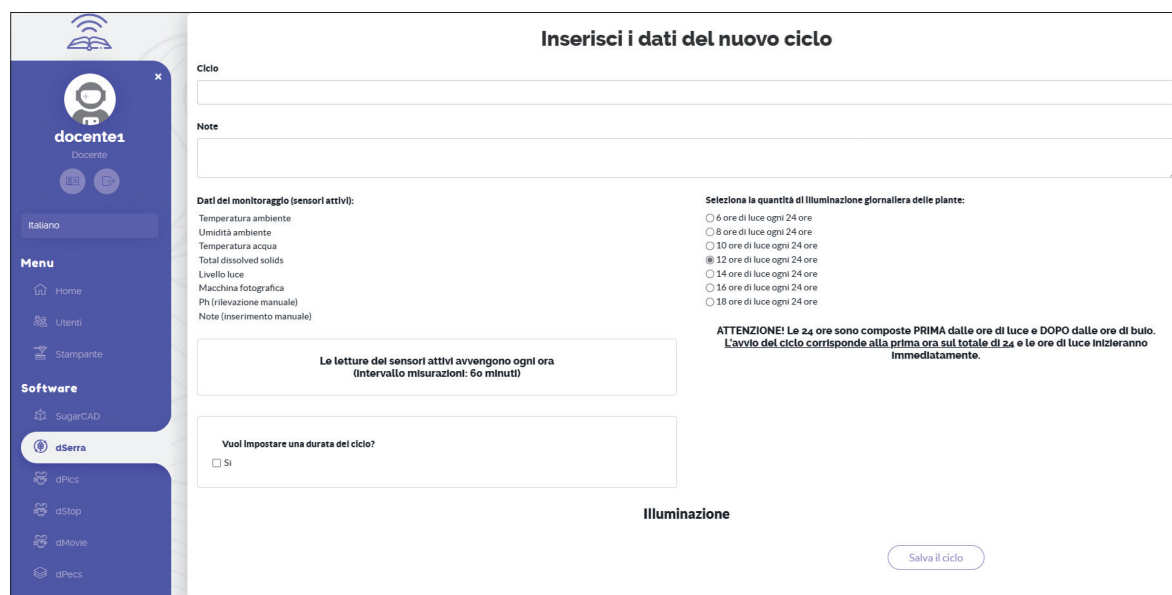 docente1
Docente
Italiano
Menu
Home
Utenti
Stampante
Software
SugarCAD
dSerra
dPics
dStop
dMovie
dPecs
Inserisci i dati del nuovo ciclo
Ciclo
Note
Dati del monitoraggio (sensori attivi):
Temperatura ambiente
Umidità ambiente
Temperatura acqua
Total dissolved solids
Livello luce
Macchina fotografica
Ph (rilevazione manuale)
Note (inserimento manuale)
Le letture dei sensori attivi avvengono ogni ora
(intervallo misurazioni: 60 minuti)
Vuoi impostare una durata del ciclo?
Si
Seleziona la quantità di illuminazione giornaliera delle piante:
6 ore di luce ogni 24 ore
8 ore di luce ogni 24 ore
10 ore di luce ogni 24 ore
12 ore di luce ogni 24 ore
14 ore di luce ogni 24 ore
16 ore di luce ogni 24 ore
18 ore di luce ogni 24 ore
ATTENZIONE! Le 24 ore sono composte PRIMA dalle ore di luce e DOPO dalle ore di buio.
L'avvio del ciclo corrisponde alla prima ora sul totale di 24 e le ore di luce inizieranno
immediatamente.
Illuminazione
Salva il ciclo